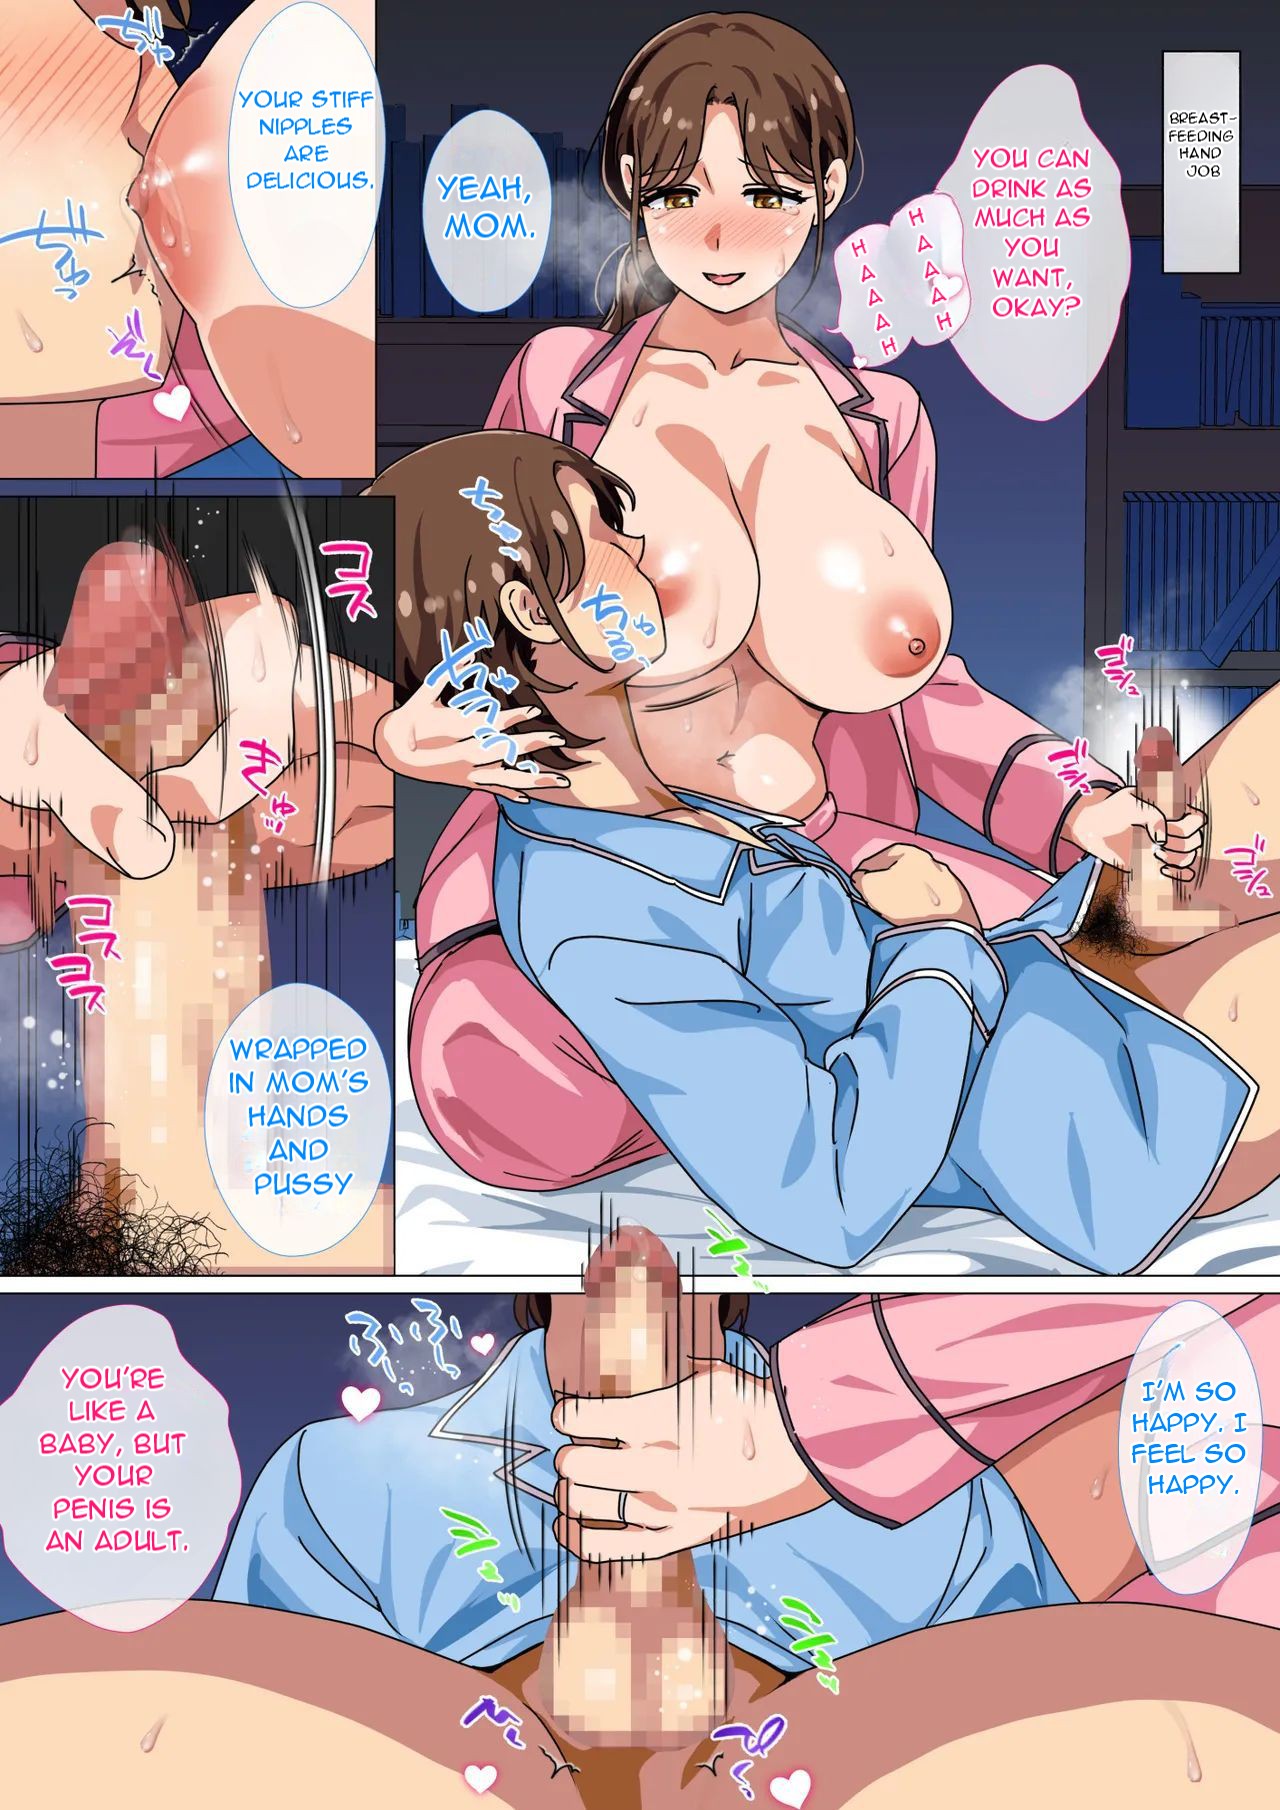 BREAST-
FEEDING
HAND
JOB
YOU CAN
DRINK AS
MUCH AS
YOU
WANT,
OKAY?
HAAAH
HAAAH
YEAH,
MOM.
YOUR STIFF
NIPPLES
ARE
DELICIOUS.
コス
コス
コス
WRAPPED
IN MOM'S
HANDS
AND
PUSSY
I'M SO
HAPPY. I
FEEL SO
HAPPY.
YOU'RE
LIKE A
BABY, BUT
YOUR
PENIS IS
AN ADULT.